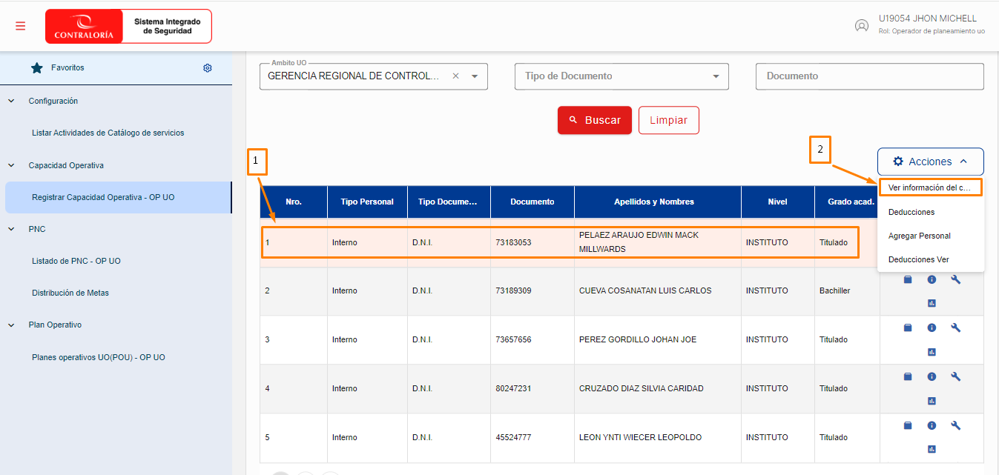 CONTRALORÍA
Sistema Integrado
de Seguridad
U19054 JHON MICHELL
Rol: Operador de planeamiento uo
Favoritos
Configuración
Listar Actividades de Catálogo de servicios
Capacidad Operativa
Registrar Capacidad Operativa - OP UO
PNC
Listado de PNC - OP UO
Distribución de Metas
Plan Operativo
Planes operativos UO(POU) - OP UO
Ambito UO
GERENCIA REGIONAL DE CONTROL...
Tipo de Documento
Documento
Buscar
Limpiar
1
2
Acciones
Ver información del c...
Deducciones
Agregar Personal
Deducciones Ver
Nro. Tipo Personal Tipo Docume... Documento Apellidos y Nombres Nivel Grado acad.
1 Interno D.N.I. 73183053 PELAEZ ARAUJO EDWIN MACK MILLWARDS INSTITUTO Titulado
2 Interno D.N.I. 73189309 CUEVA COSANATAN LUIS CARLOS INSTITUTO Bachiller
3 Interno D.N.I. 73657656 PEREZ GORDILLO JOHAN JOE INSTITUTO Titulado
4 Interno D.N.I. 80247231 CRUZADO DIAZ SILVIA CARIDAD INSTITUTO Titulado
5 Interno D.N.I. 45524777 LEON YNTI WIECER LEOPOLDO INSTITUTO Titulado